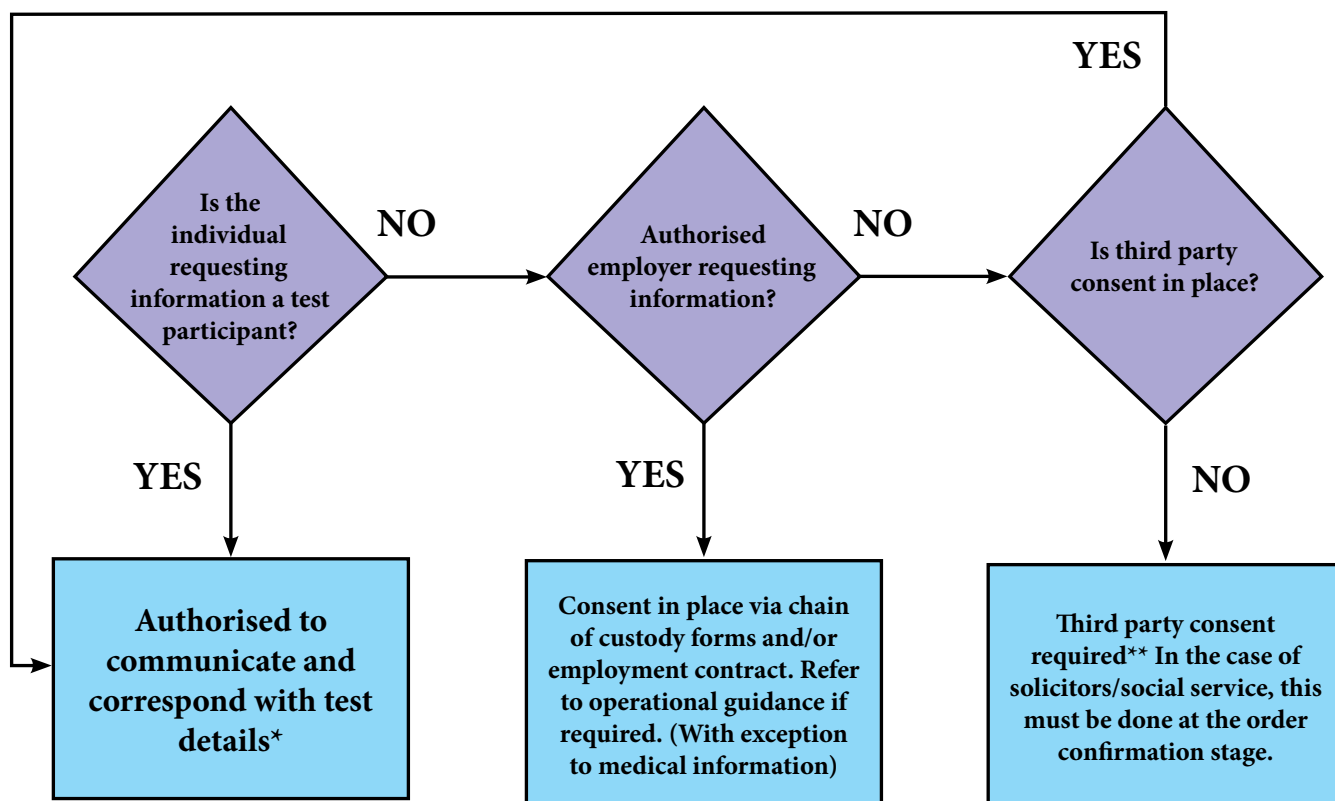 YES
Is the
individual
requesting
information a test
participant?
NO
Authorised
employer requesting
information?
NO
Is third party
consent in place?
YES
YES
NO
Authorised to
communicate and
correspond with test
details*
Consent in place via chain
of custody forms and/or
employment contract. Refer
to operational guidance if
required. (With exception
to medical information)
Third party consent
required** In the case of
solicitors/social service, this
must be done at the order
confirmation stage.